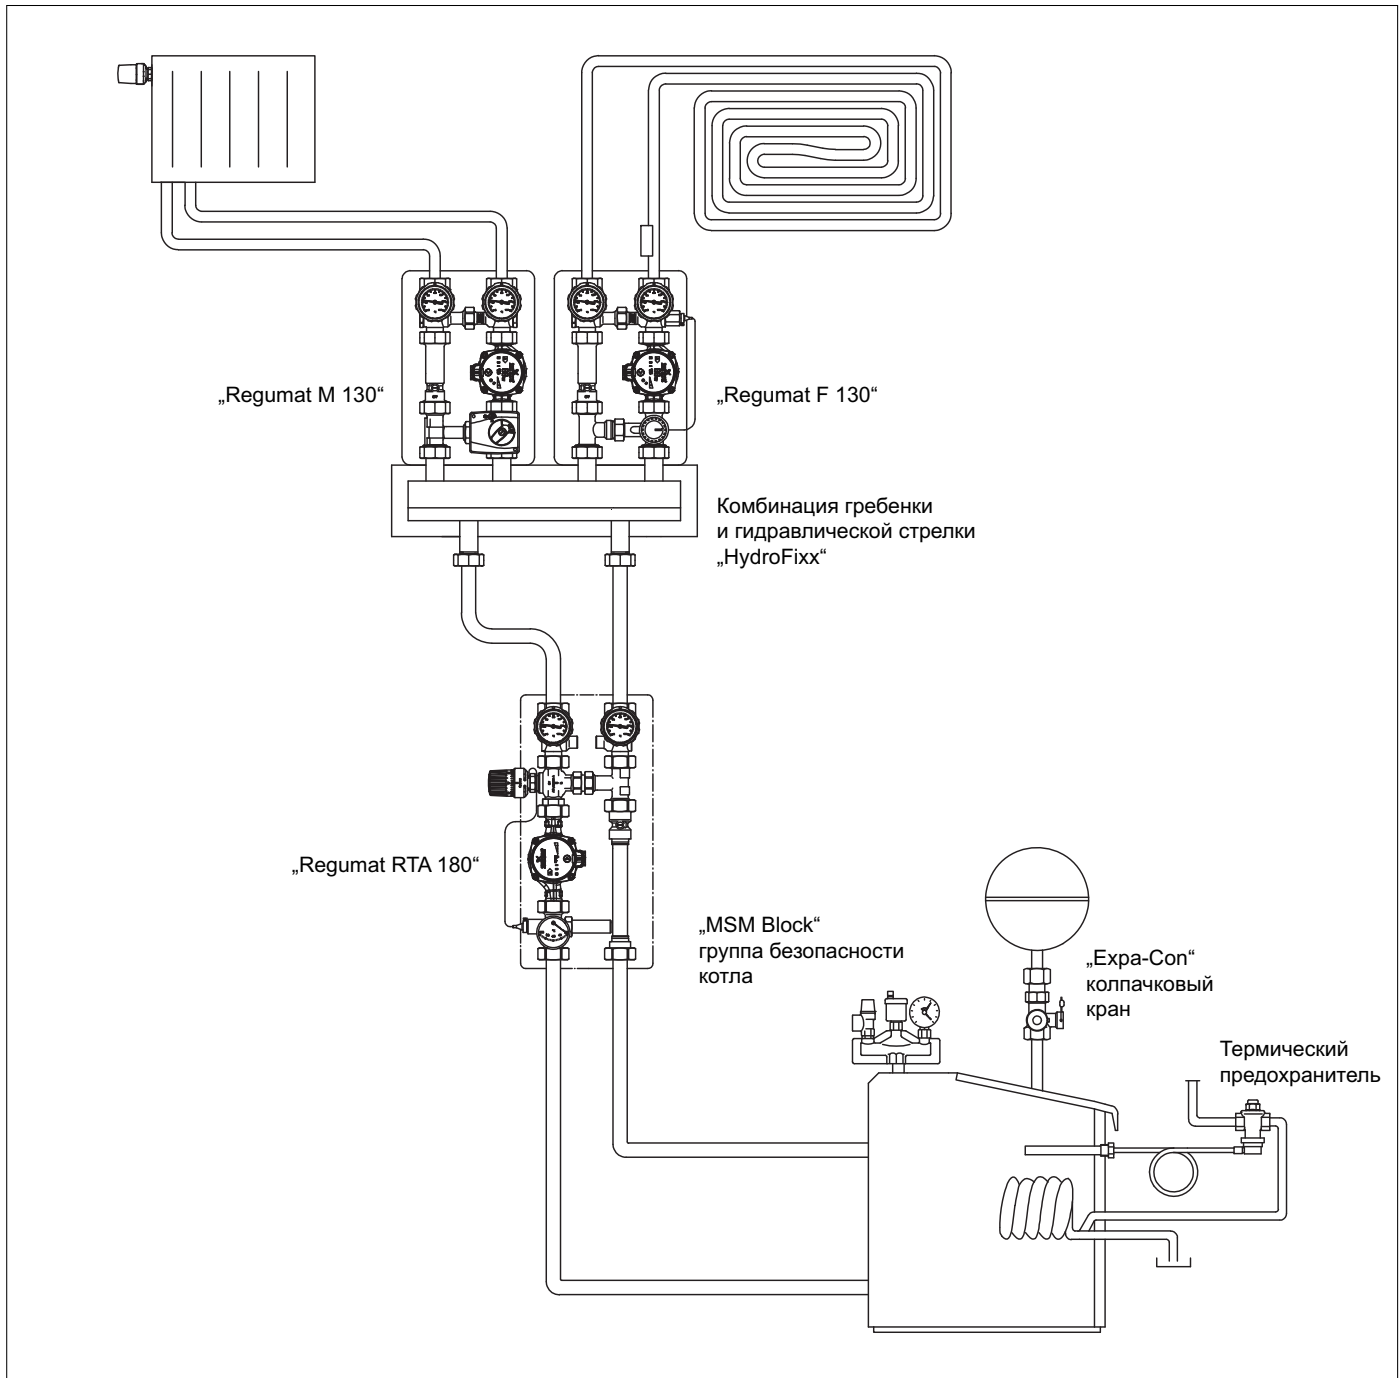 „Regumat M 130“
„Regumat F 130“
Комбинация гребенки
и гидравлической стрелки
„HydroFixx“
„Regumat RTA 180“
„MSM Block“
группа безопасности
котла
„Expa-Con“
колпачковый
кран
Термический
предохранитель